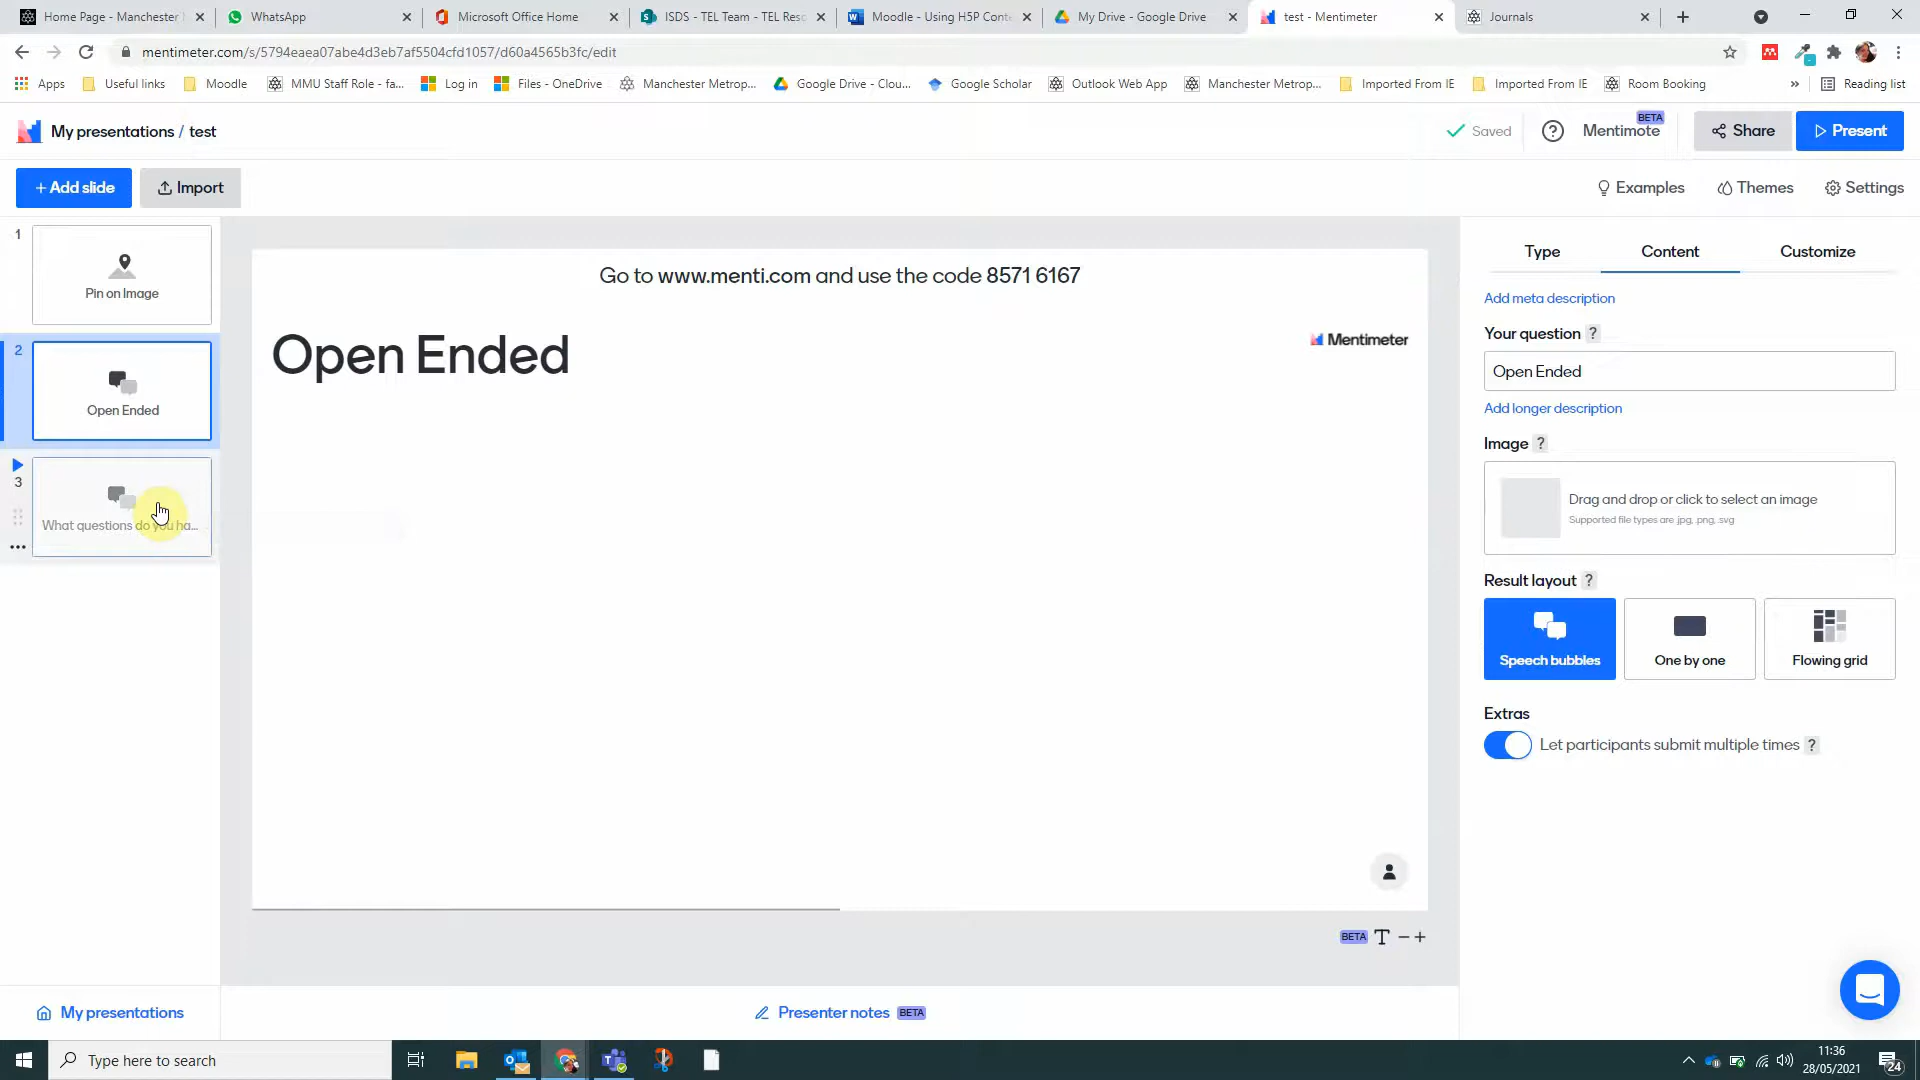 Home Page - Manchester
WhatsApp
Microsoft Office Home
ISDS - TEL Team - TEL Reso
Moodle - Using H5P Conte
My Drive - Google Drive
test - Mentimeter
Journals
mentimeter.com/s/5794eaea07abe4d3eb7af5504cfd1057/d60a4565b3fc/edit
Apps
Useful links
Moodle
MMU Staff Role - fa...
Log in
Files - OneDrive
Manchester Metrop...
Google Drive - Clou...
Google Scholar
Outlook Web App
Manchester Metrop...
Imported From IE
Imported From IE
Room Booking
»
Reading list
My presentations / test
Saved
Mentimote
BETA
Share
Present
+ Add slide
Import
Examples
Themes
Settings
1
Pin on Image
2
Open Ended
3
What questions do you ha...
Go to www.menti.com and use the code 8571 6167
Open Ended
Mentimeter
BETA
Type
Content
Customize
Add meta description
Your question ?
Open Ended
Add longer description
Image ?
Drag and drop or click to select an image
Supported file types are .jpg, .png, .svg
Result layout ?
Speech bubbles
One by one
Flowing grid
Extras
Let participants submit multiple times ?
My presentations
Presenter notes BETA
Type here to search
11:36
28/05/2021
24